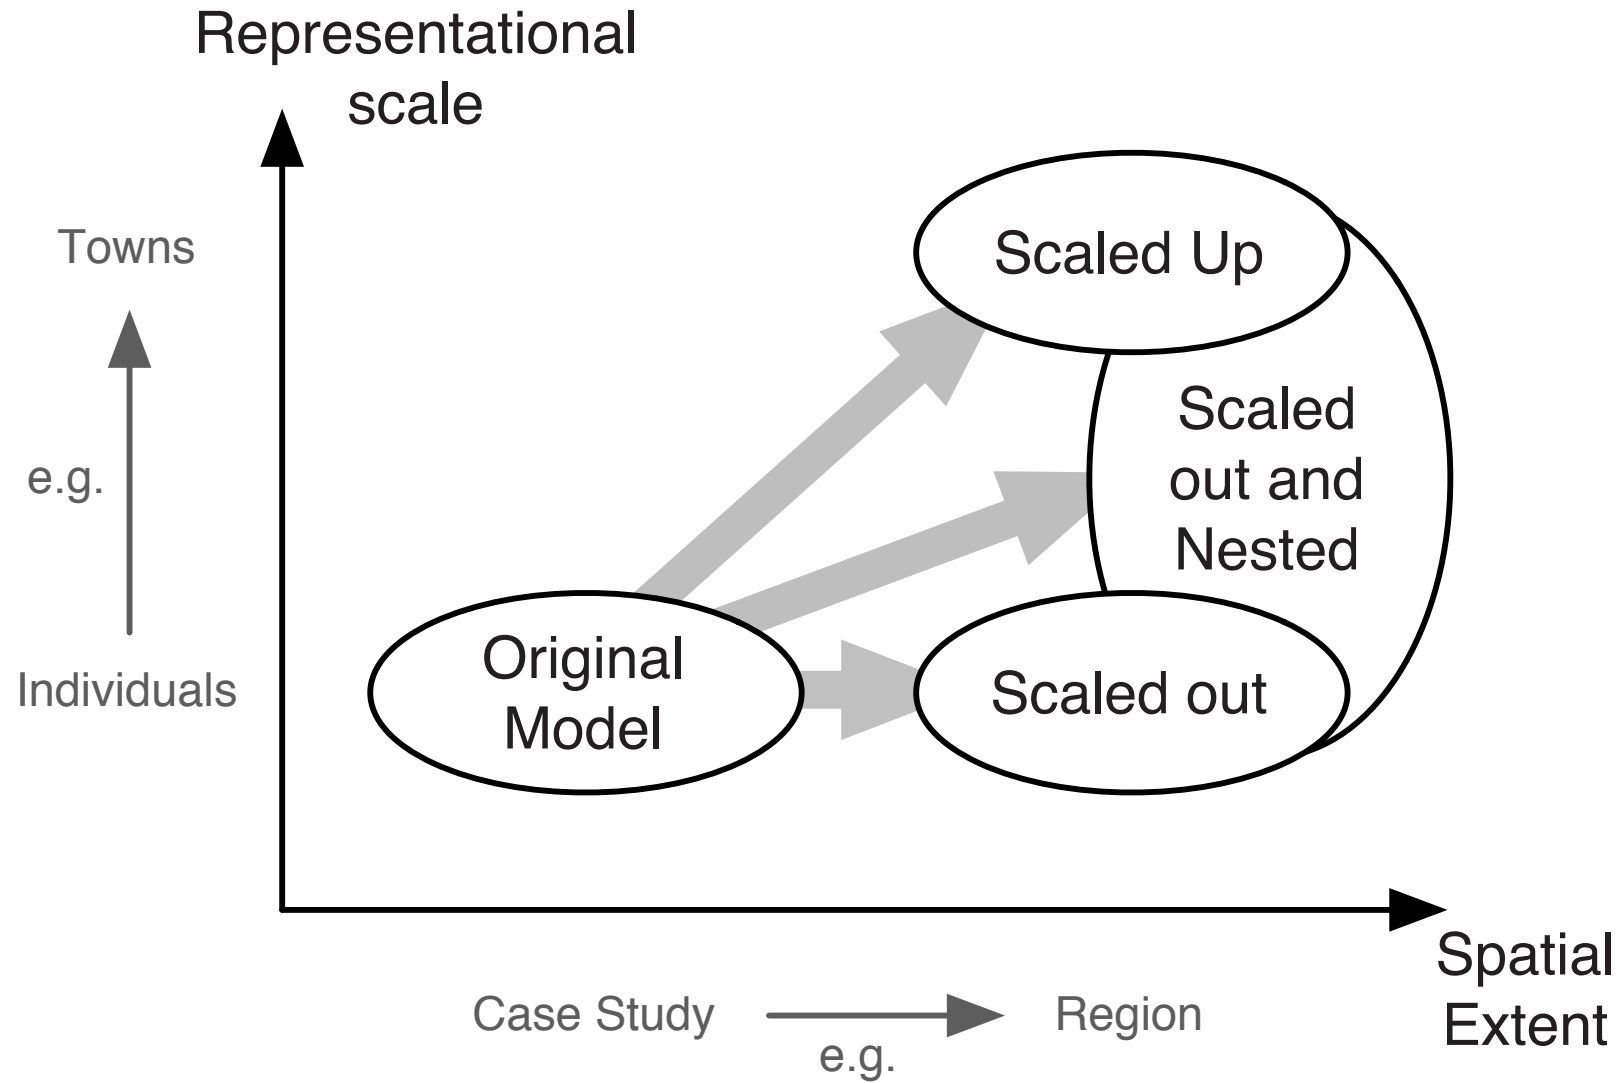 Representational
scale
Towns
e.g.
Individuals
Scaled Up
Scaled
out and
Nested
Original
Model
Scaled out
Spatial
Extent
Case Study
Region
e.g.